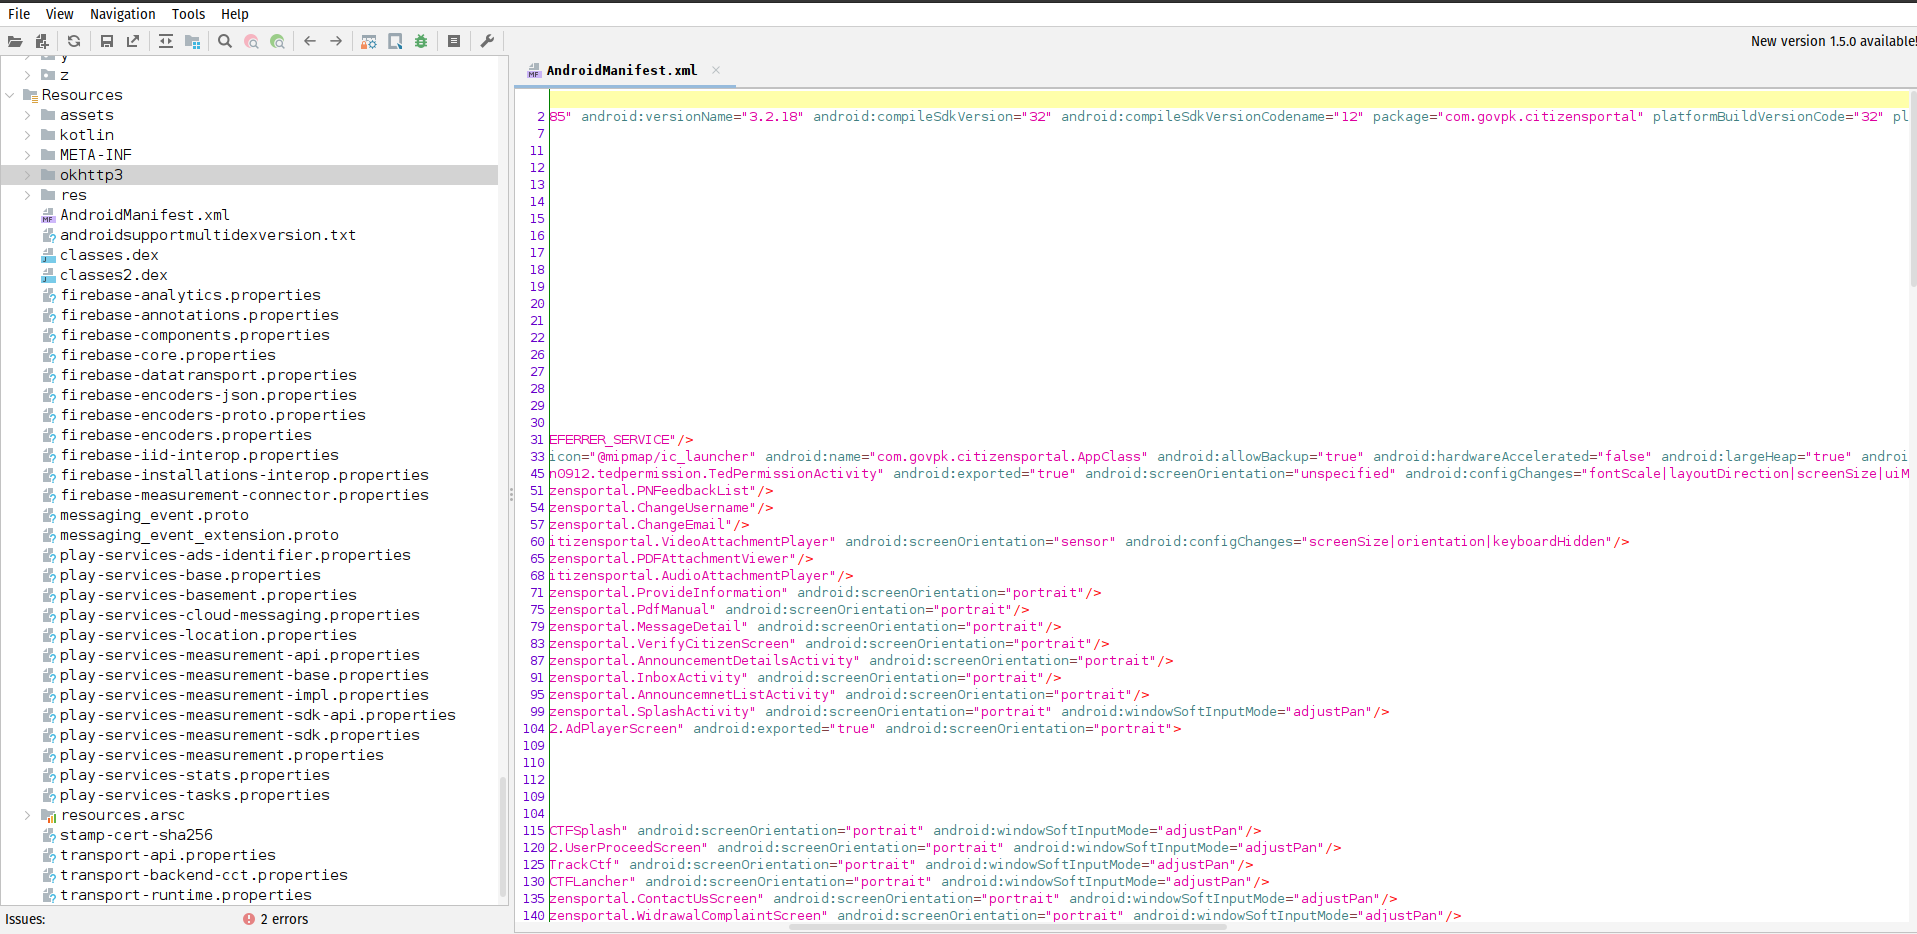 File View Navigation Tools Help
New version 1.5.0 available!
y
z
Resources
assets
kotlin
META-INF
okhttp3
res
AndroidManifest.xml
androidsupportmultidexversion.txt
classes.dex
classes2.dex
firebase-analytics.properties
firebase-annotations.properties
firebase-components.properties
firebase-core.properties
firebase-datatransport.properties
firebase-encoders-json.properties
firebase-encoders-proto.properties
firebase-encoders.properties
firebase-iid-interop.properties
firebase-installations-interop.properties
firebase-measurement-connector.properties
messaging_event.proto
messaging_event_extension.proto
play-services-ads-identifier.properties
play-services-base.properties
play-services-basement.properties
play-services-cloud-messaging.properties
play-services-location.properties
play-services-measurement-api.properties
play-services-measurement-base.properties
play-services-measurement-impl.properties
play-services-measurement-sdk-api.properties
play-services-measurement-sdk.properties
play-services-measurement.properties
play-services-stats.properties
play-services-tasks.properties
resources.arsc
stamp-cert-sha256
transport-api.properties
transport-backend-cct.properties
transport-runtime.properties
Issues: 2 errors
AndroidManifest.xml
2 85" android:versionName="3.2.18" android:compileSdkVersion="32" android:compileSdkVersionCodename="12" package="com.govpk.citizensportal" platformBuildVersionCode="32" pl
7
11
12
13
14
15
16
17
18
19
20
21
22
26
27
28
29
30
31 EFERRER_SERVICE"/>
33 icon="@mipmap/ic_launcher" android:name="com.govpk.citizensportal.AppClass" android:allowBackup="true" android:hardwareAccelerated="false" android:largeHeap="true" androi
45 n0912.tedpermission.TedPermissionActivity" android:exported="true" android:screenOrientation="unspecified" android:configChanges="fontScale|layoutDirection|screenSize|uiM
51 zensportal.PNFeedbackList"/>
54 zensportal.ChangeUsername"/>
57 zensportal.ChangeEmail"/>
60 itizensportal.VideoAttachmentPlayer" android:screenOrientation="sensor" android:configChanges="screenSize|orientation|keyboardHidden"/>
65 zensportal.PDFAttachmentViewer"/>
68 itizensportal.AudioAttachmentPlayer"/>
71 zensportal.ProvideInformation" android:screenOrientation="portrait"/>
75 zensportal.PdfManual" android:screenOrientation="portrait"/>
79 zensportal.MessageDetail" android:screenOrientation="portrait"/>
83 zensportal.VerifyCitizenScreen" android:screenOrientation="portrait"/>
87 zensportal.AnnouncementDetailsActivity" android:screenOrientation="portrait"/>
91 zensportal.InboxActivity" android:screenOrientation="portrait"/>
95 zensportal.AnnouncemnetListActivity" android:screenOrientation="portrait"/>
99 zensportal.SplashActivity" android:screenOrientation="portrait" android:windowSoftInputMode="adjustPan"/>
104 2.AdPlayerScreen" android:exported="true" android:screenOrientation="portrait">
109
110
112
109
104
115 CTFSplash" android:screenOrientation="portrait" android:windowSoftInputMode="adjustPan"/>
120 2.UserProceedScreen" android:screenOrientation="portrait" android:windowSoftInputMode="adjustPan"/>
125 TrackCtf" android:screenOrientation="portrait" android:windowSoftInputMode="adjustPan"/>
130 CTFLancher" android:screenOrientation="portrait" android:windowSoftInputMode="adjustPan"/>
135 zensportal.ContactUsScreen" android:screenOrientation="portrait" android:windowSoftInputMode="adjustPan"/>
140 zensportal.WidrawalComplaintScreen" android:screenOrientation="portrait" android:windowSoftInputMode="adjustPan"/>